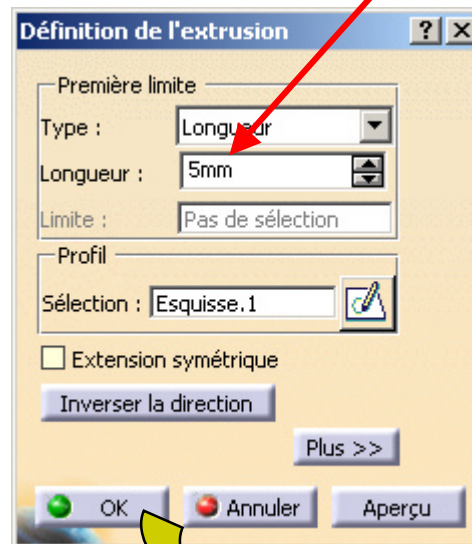 Définition de l'extrusion ? X
Première limite
Type : Longueur
Longueur : 5mm
Limite : Pas de sélection
Profil
Sélection : Esquisse.1
Extension symétrique
Inverser la direction
Plus >>
OK Annuler Aperçu